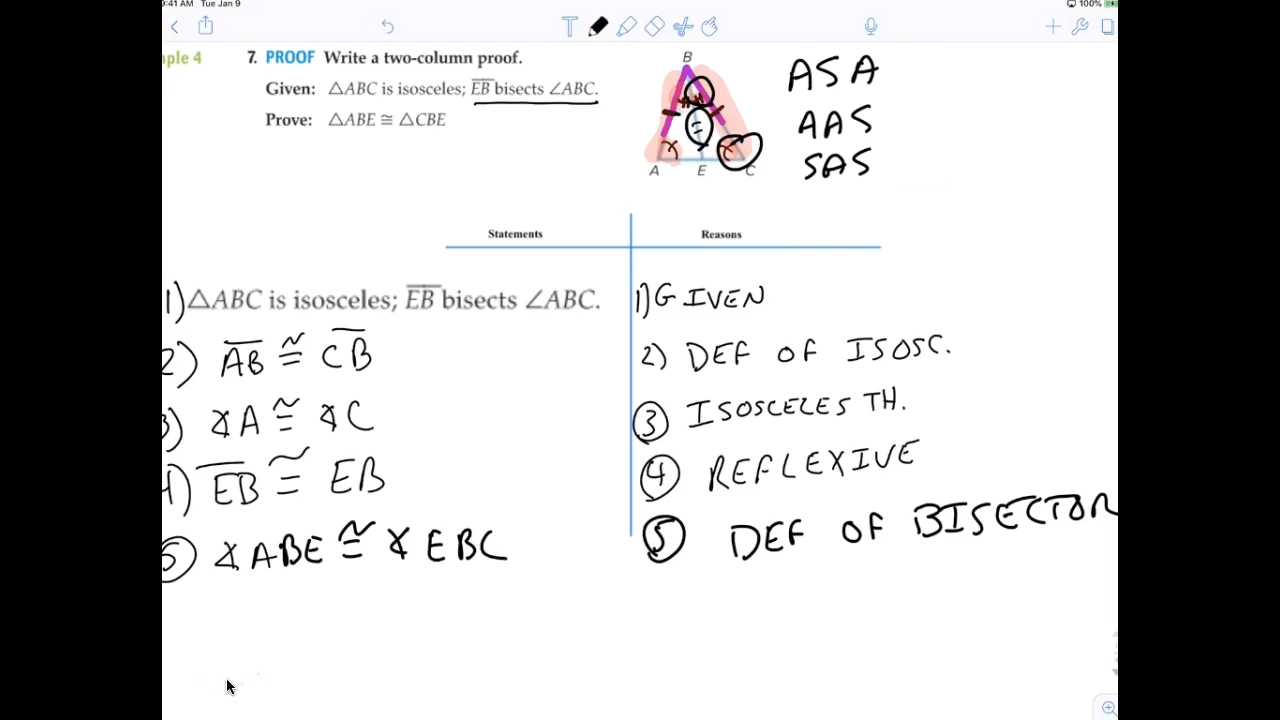 9:41 AM Tue Jan 9
100%
ple 4
7. PROOF Write a two-column proof.
Given: △ABC is isosceles; EB bisects ∠ABC.
Prove: △ABE ≅ △CBE
B
A E C
ASA
AAS
SAS
Statements Reasons
1) △ABC is isosceles; EB bisects ∠ABC. 1) GIVEN
2) AB ≅ CB 2) DEF OF ISOSC.
3) ∢A ≅ ∢C ③ ISOSCELES TH.
4) EB ≅ EB ④ REFLEXIVE
⑤ ∢ABE ≅ ∢EBC ⑤ DEF OF BISECTOR